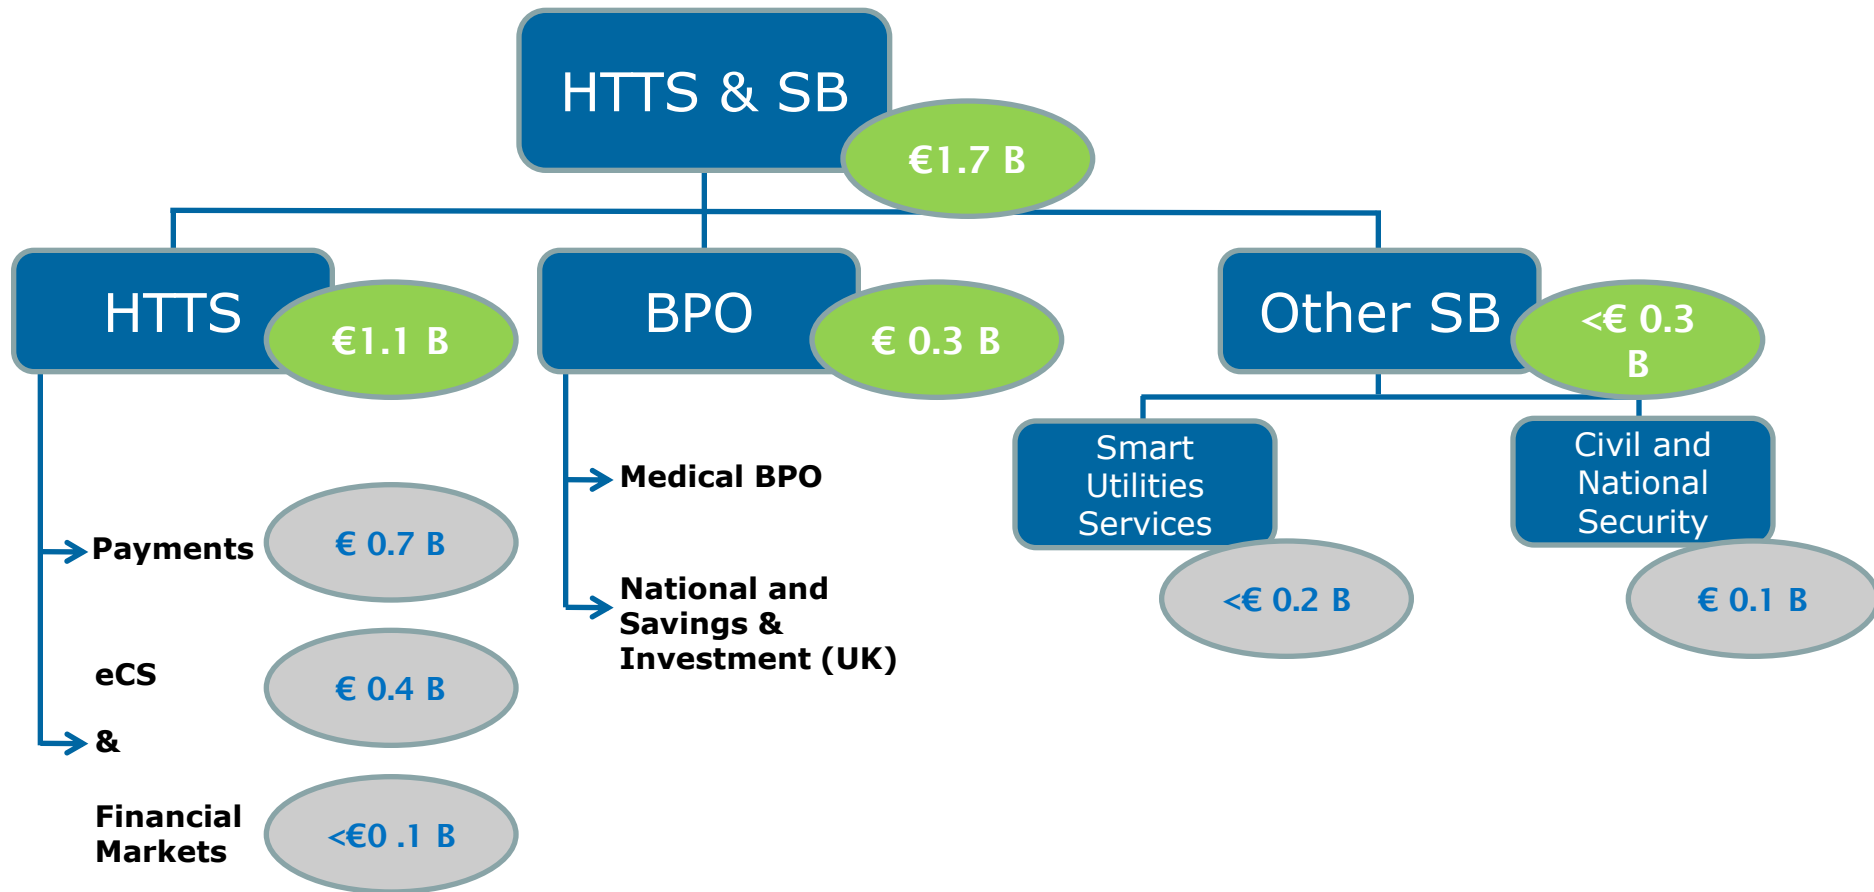 HTTS & SB
€1.7 B
HTTS
€1.1 B
BPO
€ 0.3 B
Other SB
<€ 0.3
B
Smart
Utilities
Services
<€ 0.2 B
Civil and
National
Security
€ 0.1 B
Payments
€ 0.7 B
eCS
€ 0.4 B
&
Financial
Markets
<€0 .1 B
Medical BPO
National and
Savings &
Investment (UK)